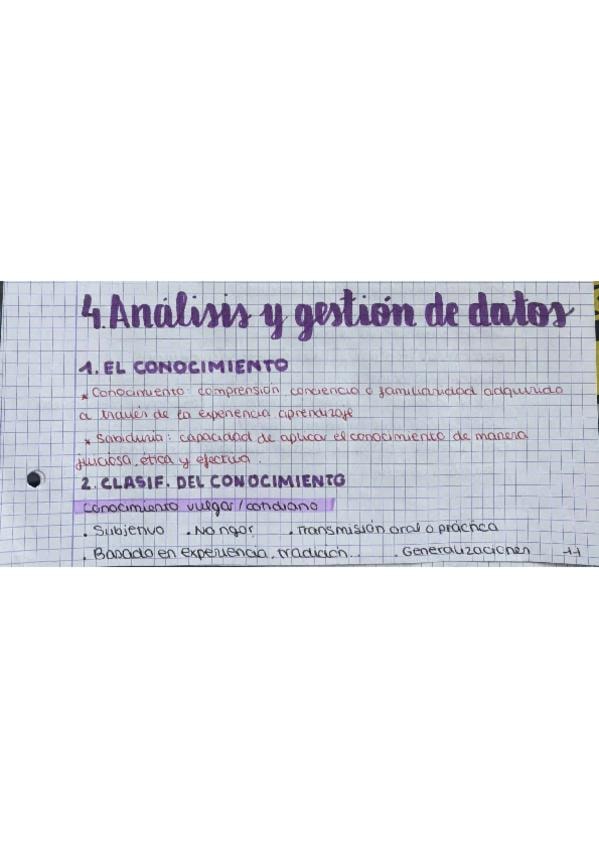 4. Análisis y gestión de datos
1. EL CONOCIMIENTO
* Conocimiento: comprensión conciencia o familiaridad adquirida
a través de la experiencia aprendizaje
* Sabiduría: capacidad de aplicar el conocimiento de manera
juiciosa, ética y efectiva.
2. CLASIF. DEL CONOCIMIENTO
Conocimiento vulgar / cotidiano
. Subjetivo . No rigor . Transmisión oral o práctica
. Basado en experiencia, tradición... . Generalizaciones